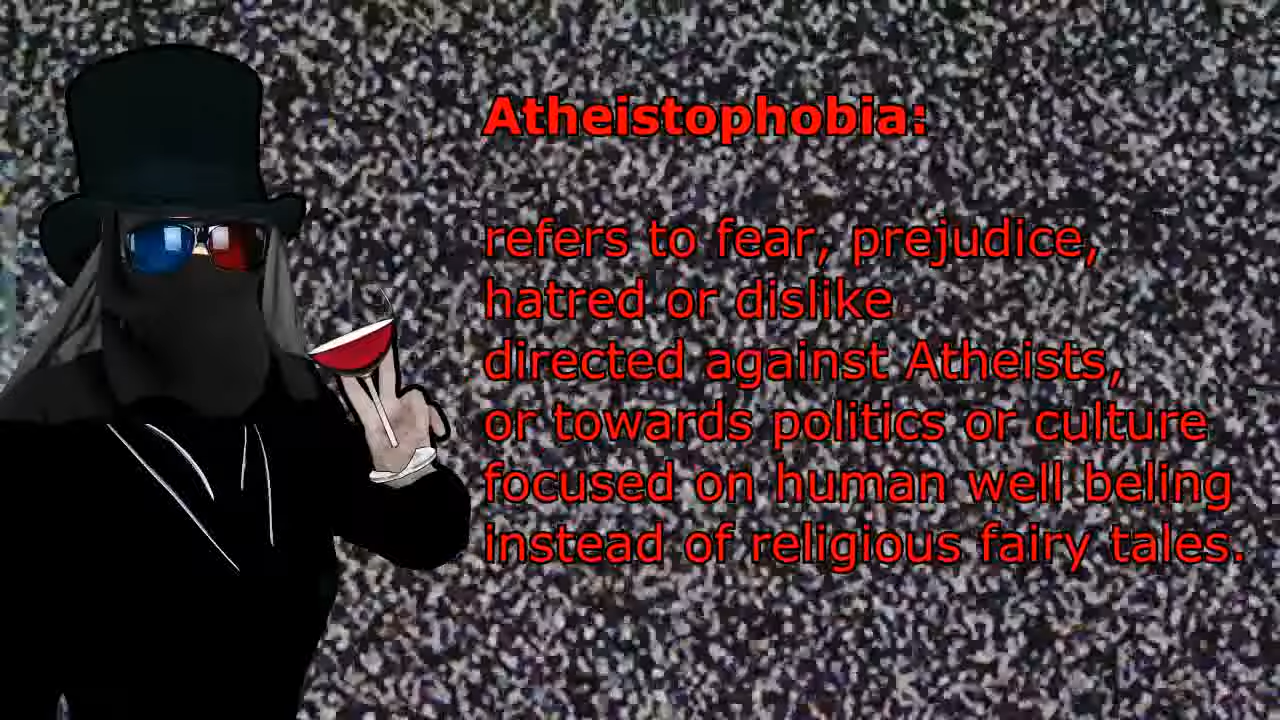 Atheistophobia:
refers to fear, prejudice,
hatred or dislike
directed against Atheists,
or towards politics or culture
focused on human well beling
instead of religious fairy tales.